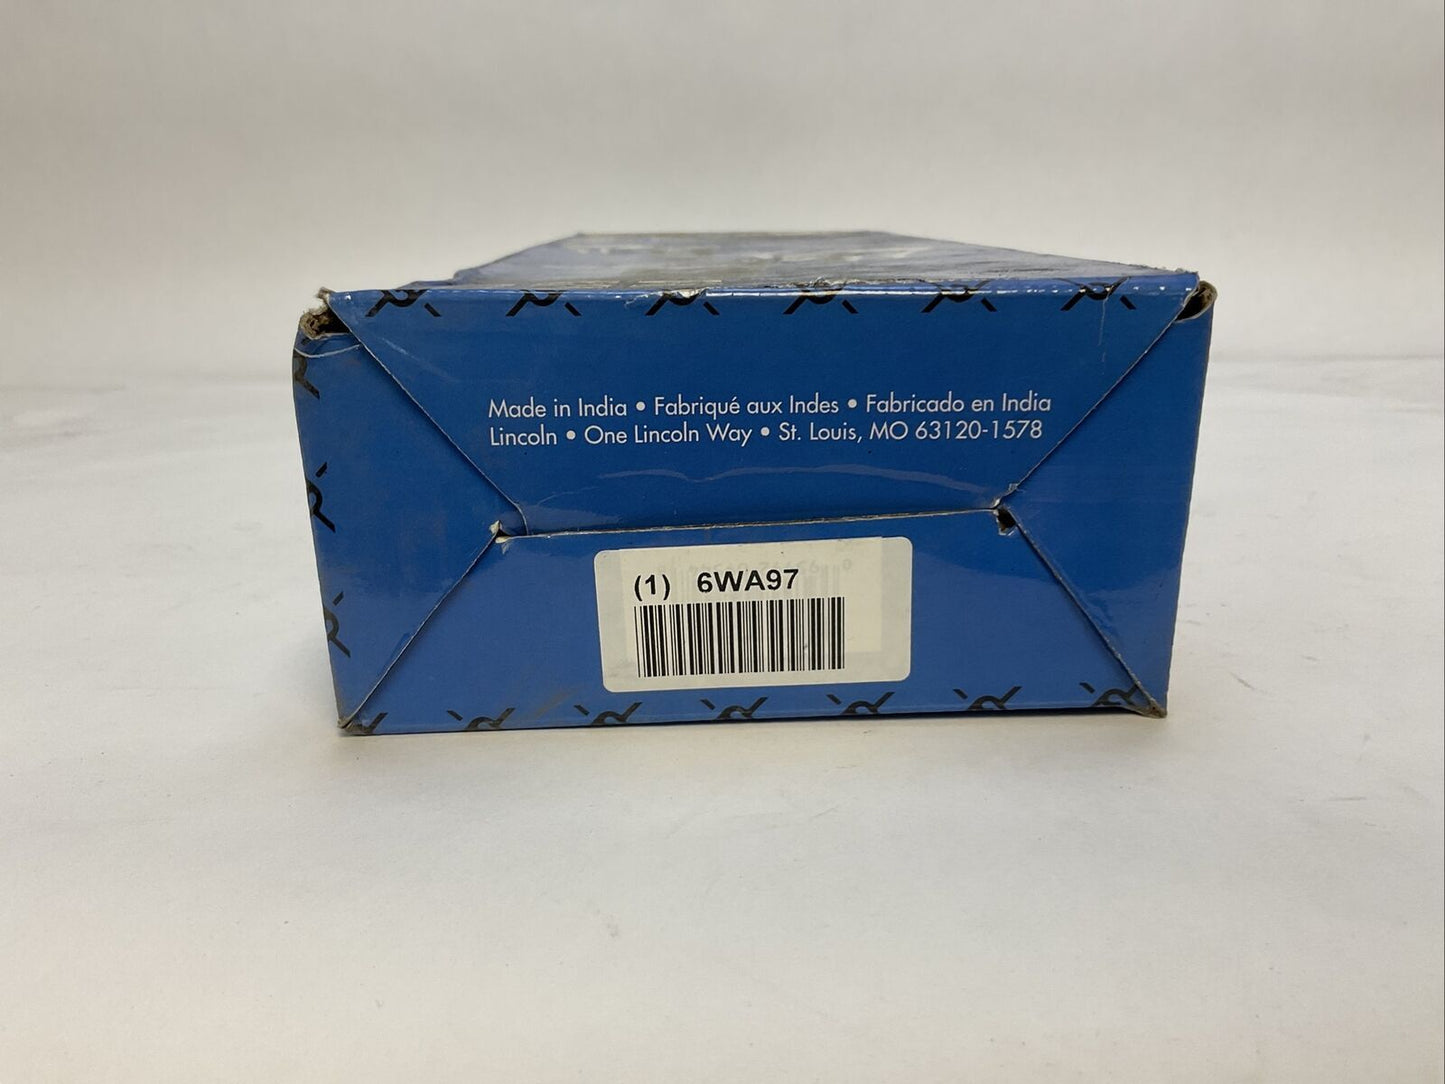 Made in India • Fabriqué aux Indes • Fabricado en India
Lincoln • One Lincoln Way • St. Louis, MO 63120-1578
(1) 6WA97